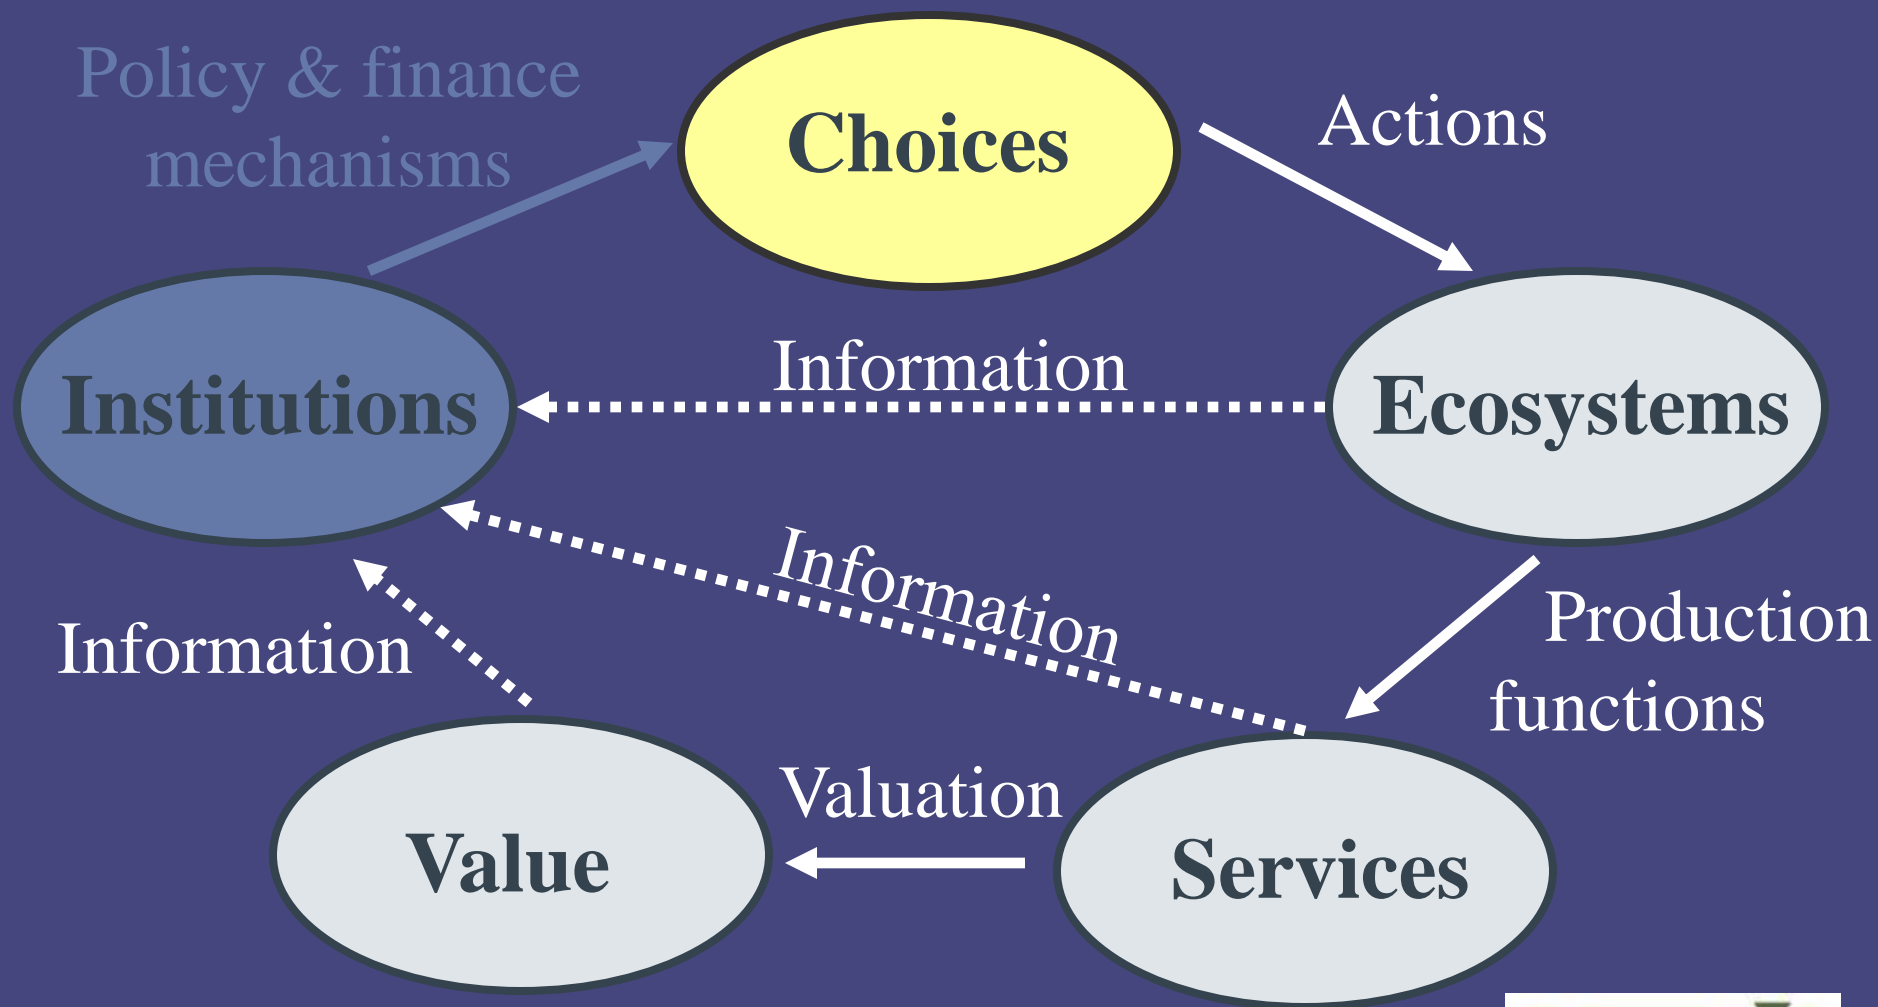 Policy & finance
mechanisms
Choices
Actions
Institutions
Information
Ecosystems
Information
Production
functions
Information
Valuation
Value
Services